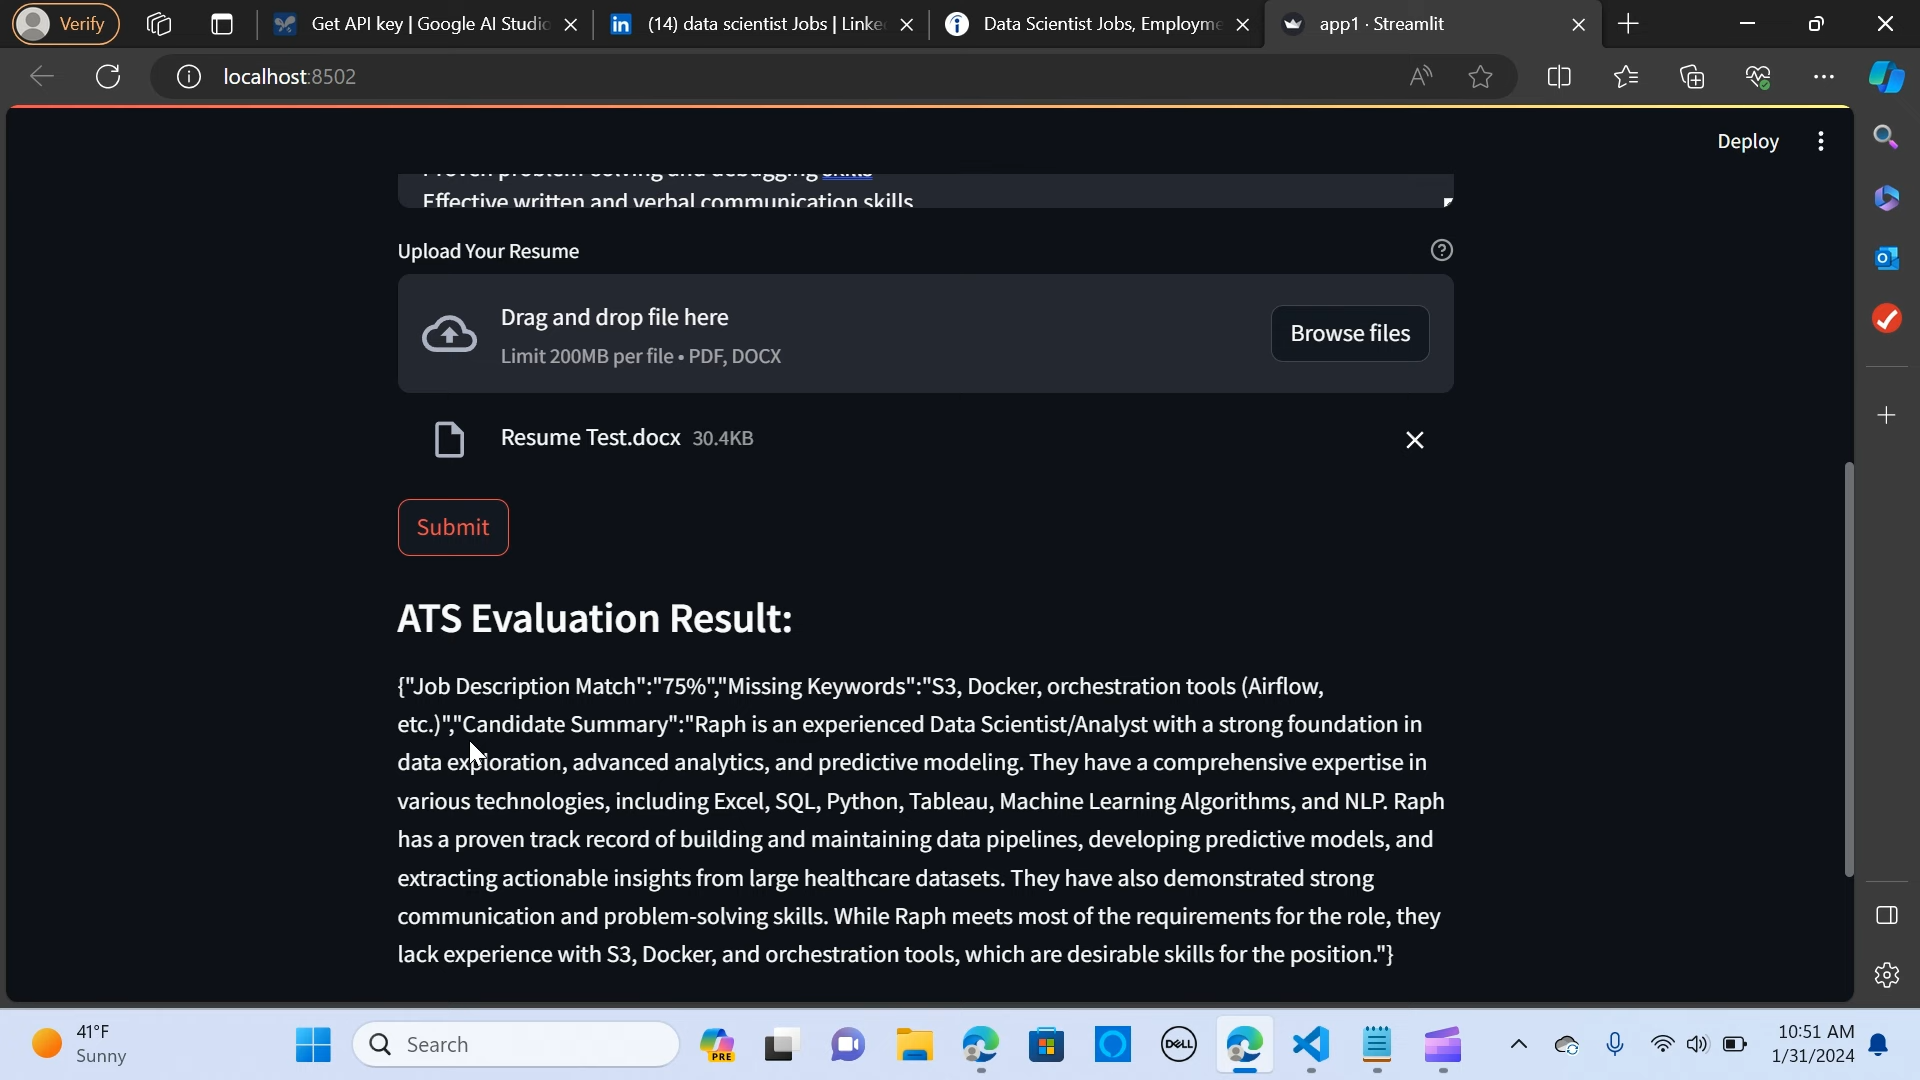 Verify
Get API key | Google AI Studio
(14) data scientist Jobs | Linke
Data Scientist Jobs, Employme
app1 · Streamlit
localhost:8502
Deploy
Proven problem-solving and debugging skills
Effective written and verbal communication skills
Upload Your Resume
Drag and drop file here
Limit 200MB per file • PDF, DOCX
Browse files
Resume Test.docx 30.4KB
Submit
ATS Evaluation Result:
{"Job Description Match":"75%","Missing Keywords":"S3, Docker, orchestration tools (Airflow,
etc.)","Candidate Summary":"Raph is an experienced Data Scientist/Analyst with a strong foundation in
data exploration, advanced analytics, and predictive modeling. They have a comprehensive expertise in
various technologies, including Excel, SQL, Python, Tableau, Machine Learning Algorithms, and NLP. Raph
has a proven track record of building and maintaining data pipelines, developing predictive models, and
extracting actionable insights from large healthcare datasets. They have also demonstrated strong
communication and problem-solving skills. While Raph meets most of the requirements for the role, they
lack experience with S3, Docker, and orchestration tools, which are desirable skills for the position."}
41°F
Sunny
Search
PRE
DELL
10:51 AM
1/31/2024